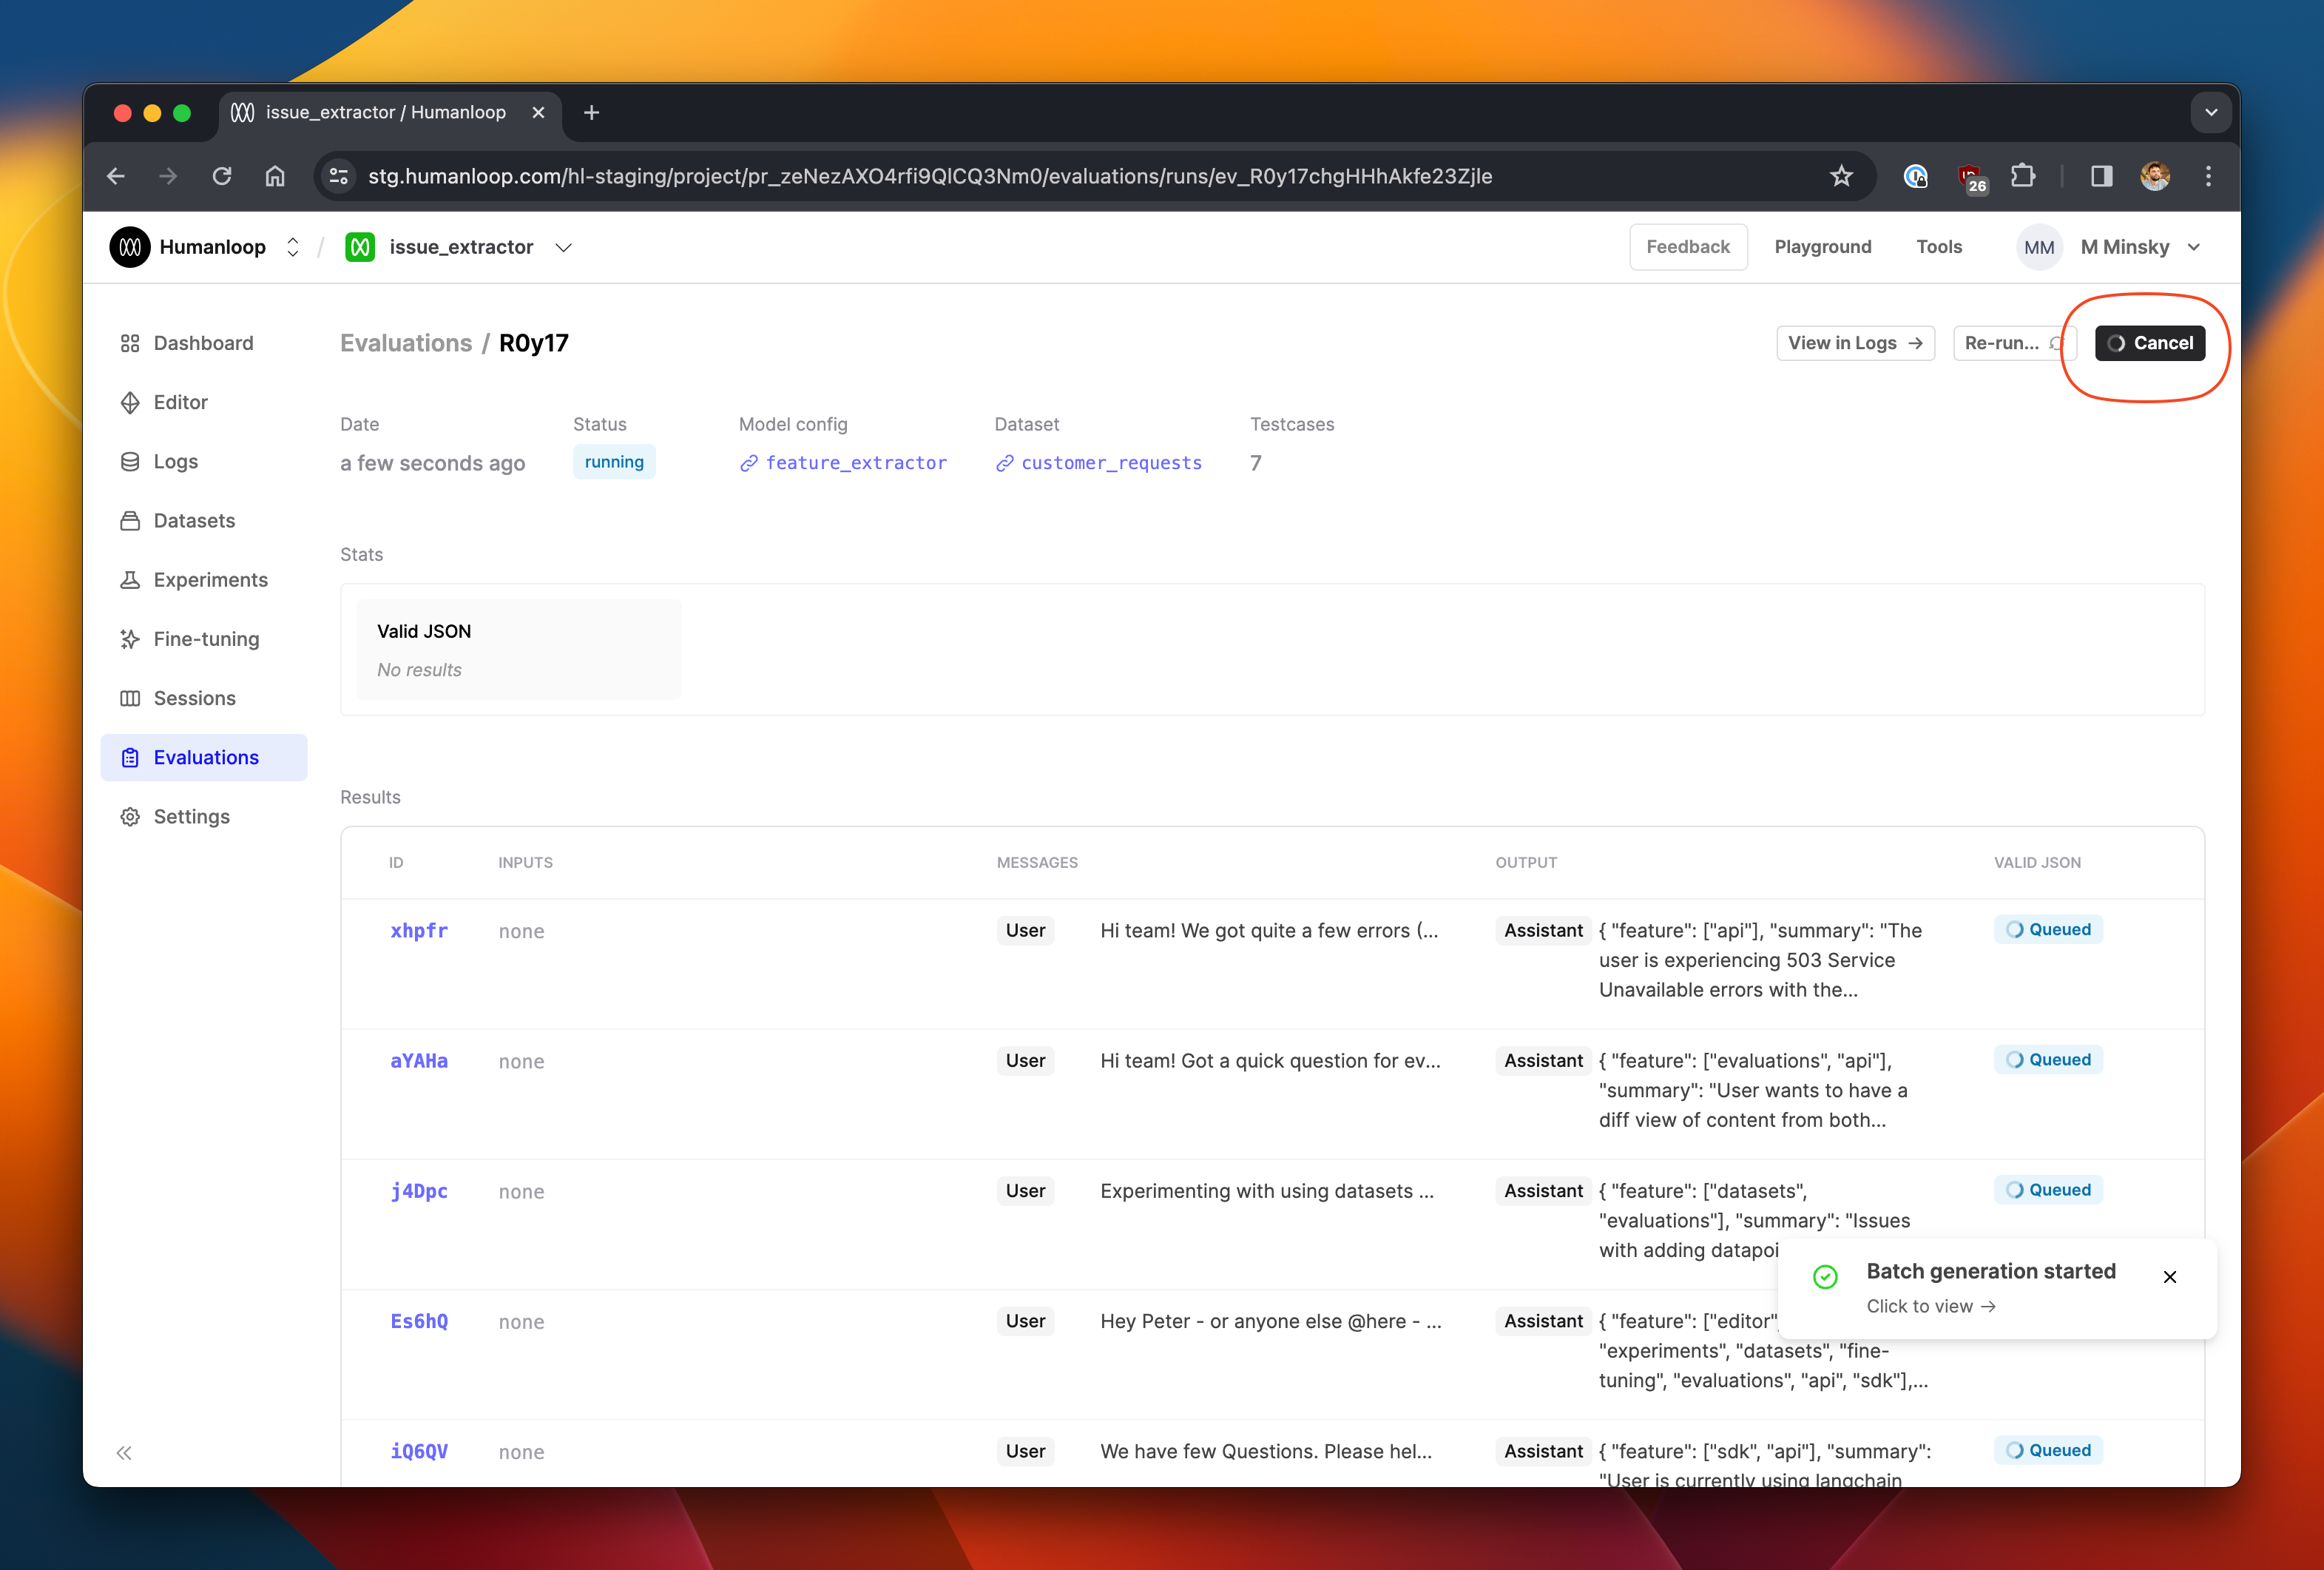 issue_extractor / Humanloop
stg.humanloop.com/hl-staging/project/pr_zeNezAXO4rfi9QlCQ3Nm0/evaluations/runs/ev_R0y17chgHHhAkfe23Zjle
26
Humanloop / issue_extractor
Feedback Playground Tools MM M Minsky
Dashboard
Editor
Logs
Datasets
Experiments
Fine-tuning
Sessions
Evaluations
Settings
Evaluations / R0y17
View in Logs → Re-run... Cancel
Date Status Model config Dataset Testcases
a few seconds ago running feature_extractor customer_requests 7
Stats
Valid JSON
No results
Results
ID INPUTS MESSAGES OUTPUT VALID JSON
xhpfr none User Hi team! We got quite a few errors (... Assistant { "feature": ["api"], "summary": "The Queued
user is experiencing 503 Service
Unavailable errors with the...
aYAHa none User Hi team! Got a quick question for ev... Assistant { "feature": ["evaluations", "api"], Queued
"summary": "User wants to have a
diff view of content from both...
j4Dpc none User Experimenting with using datasets ... Assistant { "feature": ["datasets", Queued
"evaluations"], "summary": "Issues
with adding datapoi
Es6hQ none User Hey Peter - or anyone else @here - ... Assistant { "feature": ["editor",
"experiments", "datasets", "fine-
tuning", "evaluations", "api", "sdk"],...
iQ6QV none User We have few Questions. Please hel... Assistant { "feature": ["sdk", "api"], "summary": Queued
"User is currently using langchain
Batch generation started
Click to view →